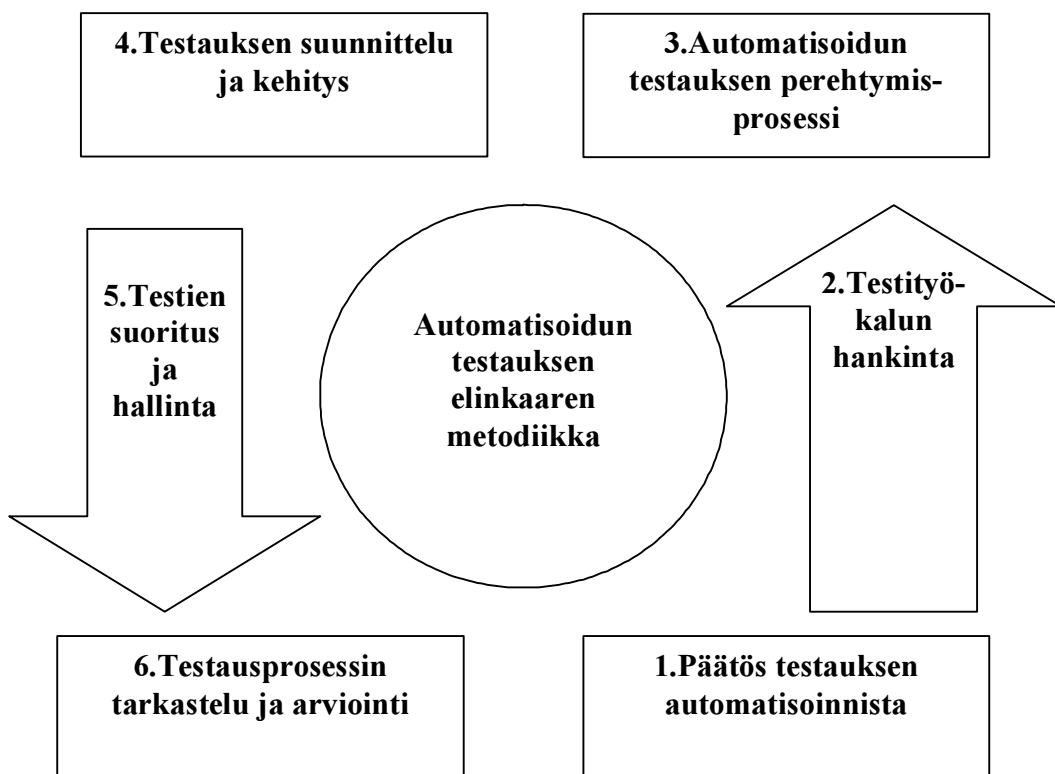 4.Testauksen suunnittelu
ja kehitys
3.Automatisoidun
testauksen perehtymis-
prosessi
5.Testien
suoritus
ja
hallinta
Automatisoidun
testauksen
elinkaaren
metodiikka
2.Testityö-
kalun
hankinta
6.Testausprosessin
tarkastelu ja arviointi
1.Päätös testauksen
automatisoinnista